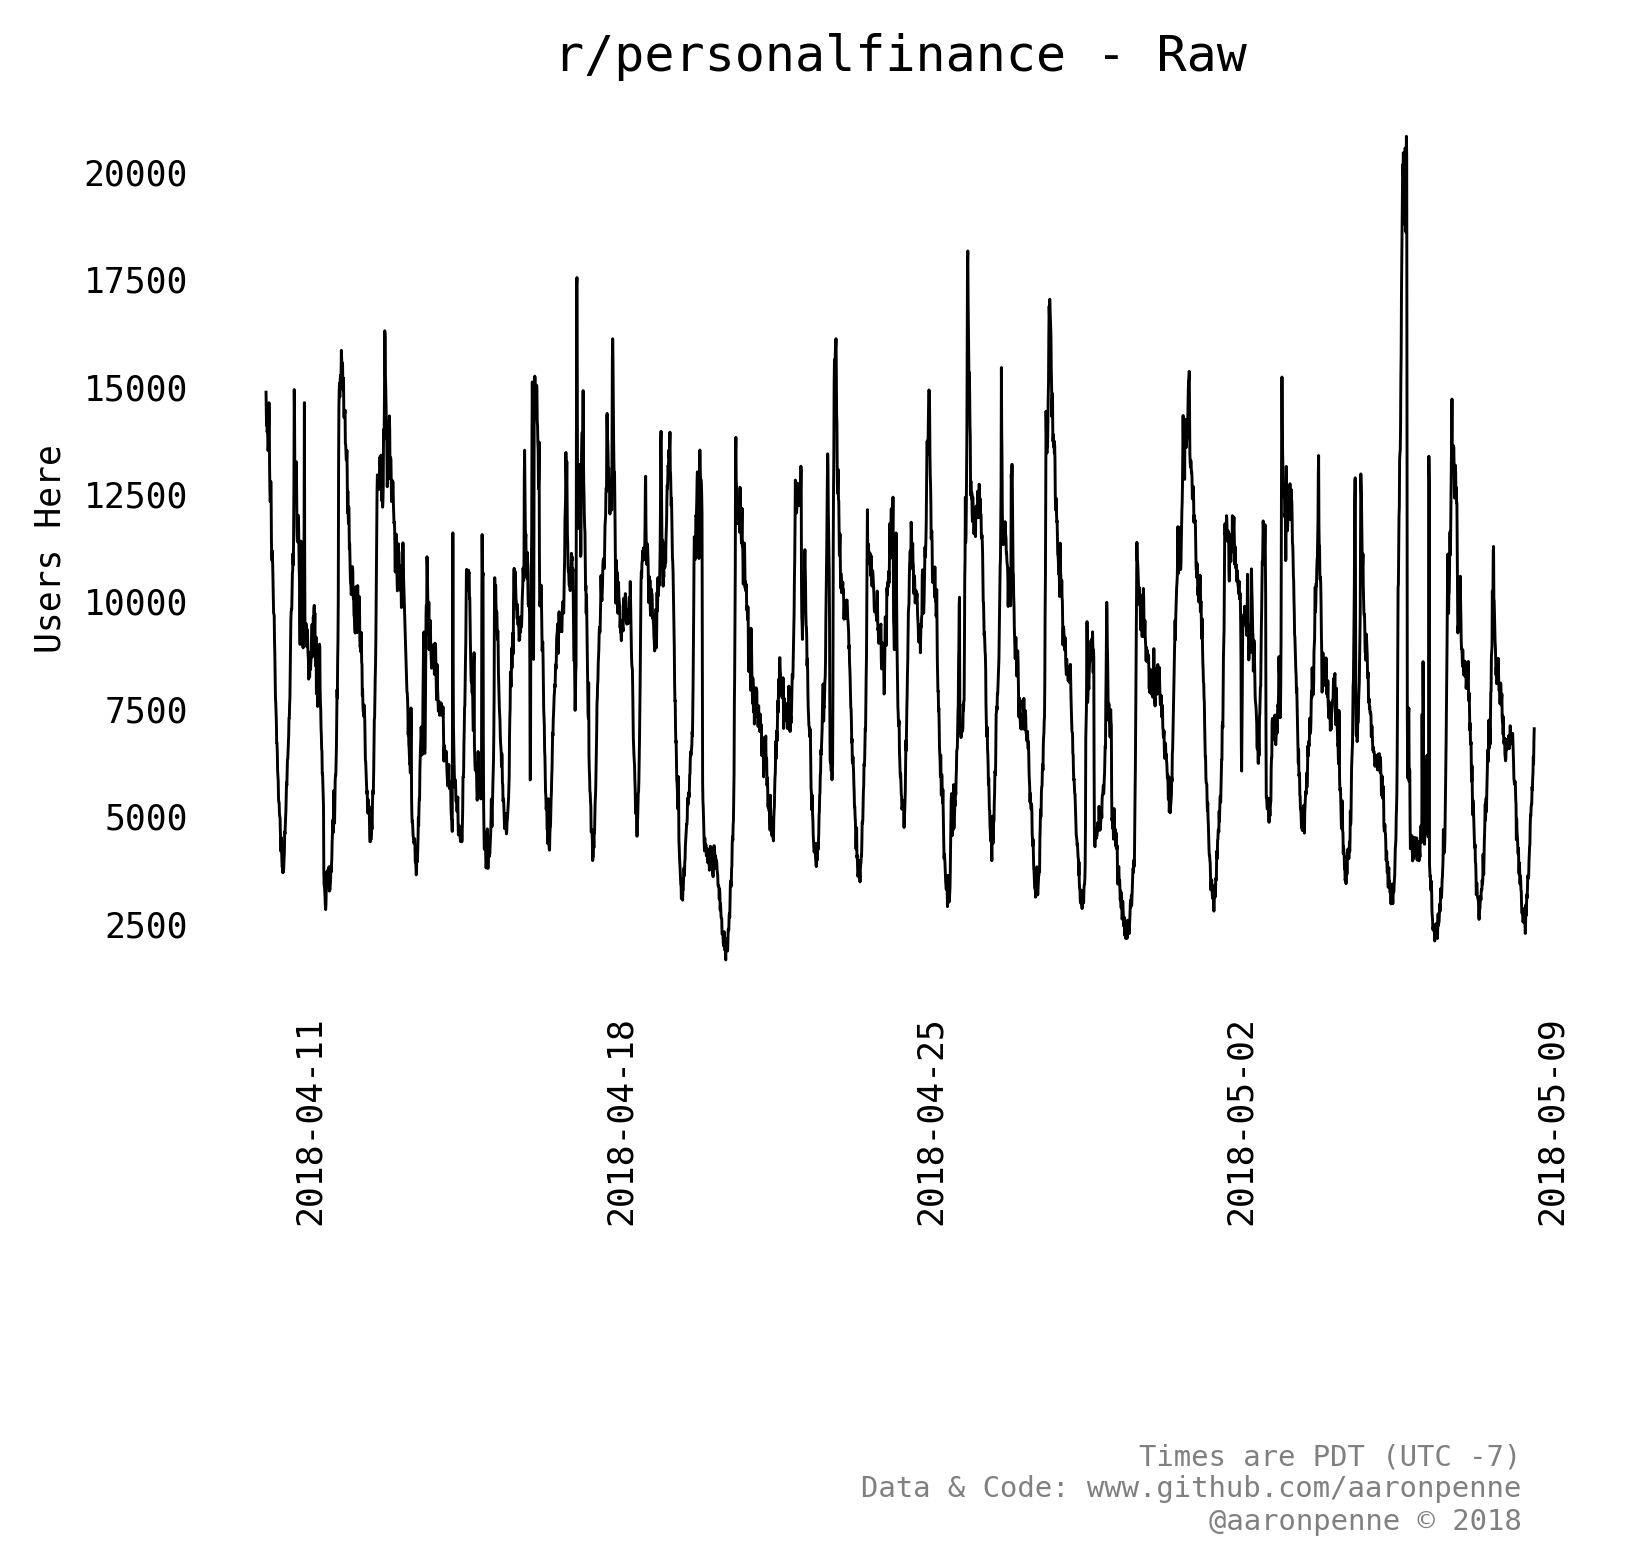 r/personalfinance - Raw
Users Here
20000
17500
15000
12500
10000
7500
5000
2500
2018-04-11
2018-04-18
2018-04-25
2018-05-02
2018-05-09
Times are PDT (UTC -7)
Data & Code: www.github.com/aaronpenne
@aaronpenne © 2018